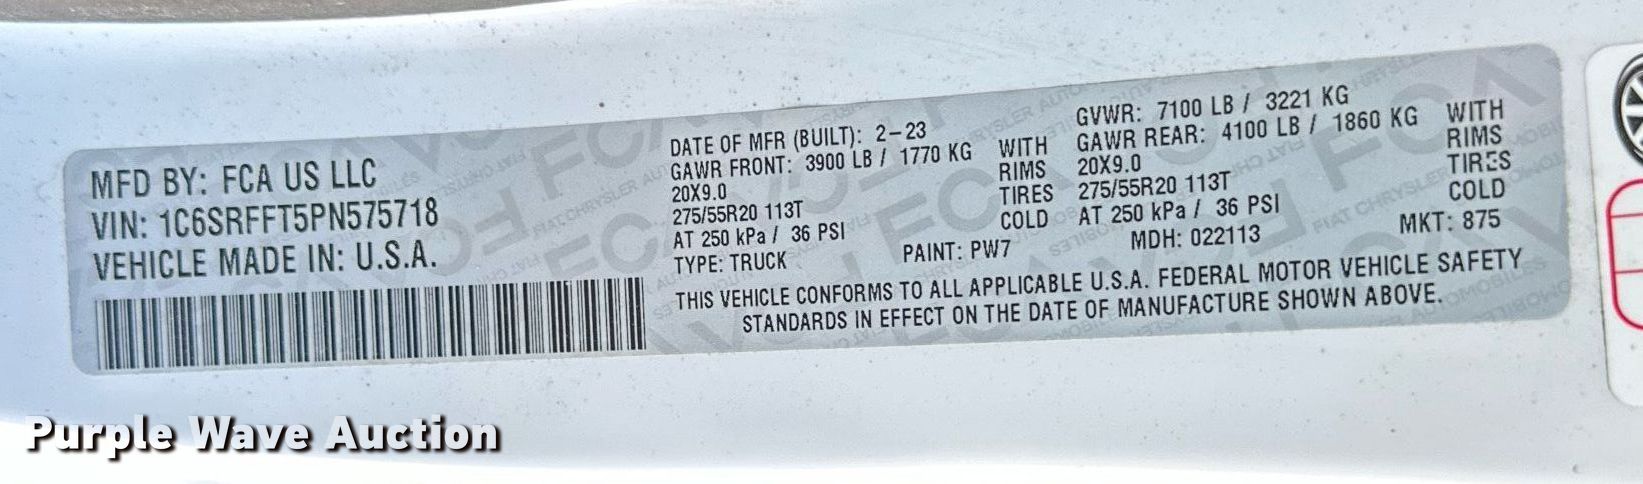 MFD BY: FCA US LLC
VIN: 1C6SRFFT5PN575718
VEHICLE MADE IN: U.S.A.
DATE OF MFR (BUILT): 2-23
GAWR FRONT: 3900 LB / 1770 KG WITH
20X9.0 RIMS
275/55R20 113T TIRES
AT 250 kPa / 36 PSI COLD
TYPE: TRUCK PAINT: PW7
GVWR: 7100 LB / 3221 KG
GAWR REAR: 4100 LB / 1860 KG WITH
20X9.0 RIMS
275/55R20 113T TIRES
AT 250 kPa / 36 PSI COLD
MDH: 022113 MKT: 875
THIS VEHICLE CONFORMS TO ALL APPLICABLE U.S.A. FEDERAL MOTOR VEHICLE SAFETY
STANDARDS IN EFFECT ON THE DATE OF MANUFACTURE SHOWN ABOVE.
Purple Wave Auction